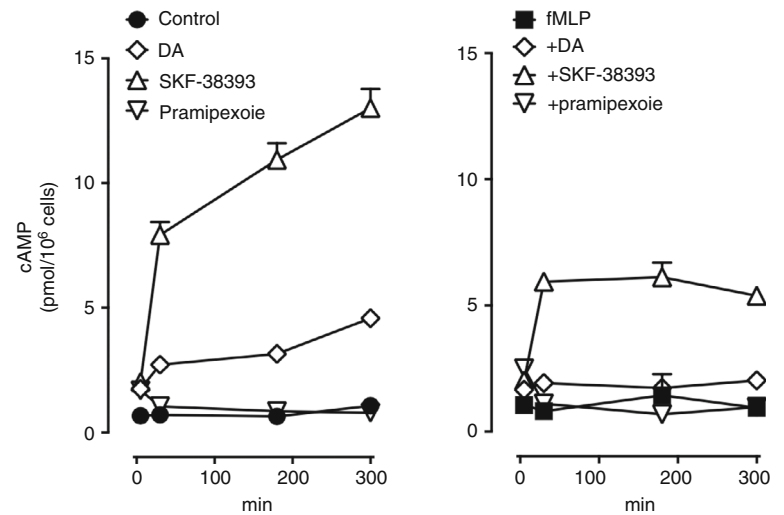 Control
DA
SKF-38393
Pramipexoie
15
10
5
0
cAMP
(pmol/10⁶ cells)
0 100 200 300
min
fMLP
+DA
+SKF-38393
+pramipexoie
15
10
5
0
0 100 200 300
min